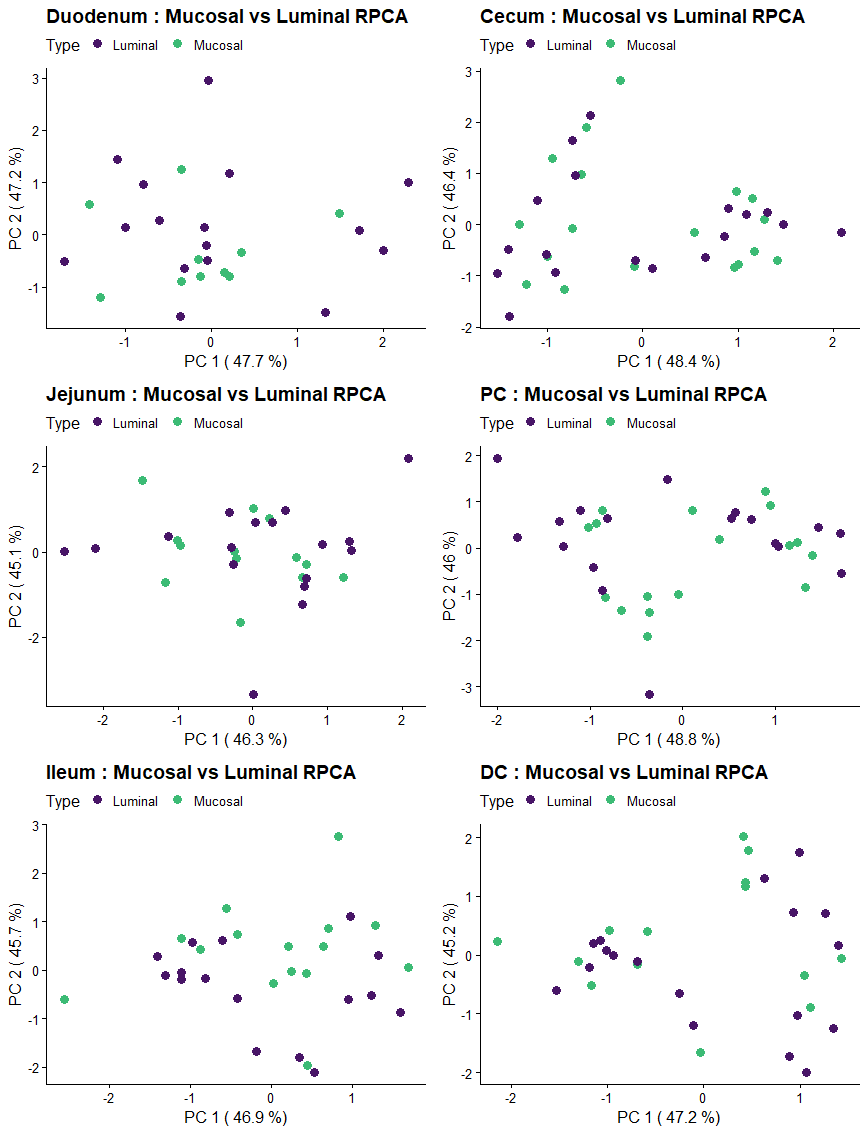 Duodenum : Mucosal vs Luminal RPCA
Type Luminal Mucosal
3
2
1
0
-1
PC 2 ( 47.2 %)
-1 0 1 2
PC 1 ( 47.7 %)
Cecum : Mucosal vs Luminal RPCA
Type Luminal Mucosal
3
2
1
0
-1
-2
PC 2 ( 46.4 %)
-1 0 1 2
PC 1 ( 48.4 %)
Jejunum : Mucosal vs Luminal RPCA
Type Luminal Mucosal
2
0
-2
PC 2 ( 45.1 %)
-2 -1 0 1 2
PC 1 ( 46.3 %)
PC : Mucosal vs Luminal RPCA
Type Luminal Mucosal
2
1
0
-1
-2
-3
PC 2 ( 46 %)
-2 -1 0 1
PC 1 ( 48.8 %)
Ileum : Mucosal vs Luminal RPCA
Type Luminal Mucosal
3
2
1
0
-1
-2
PC 2 ( 45.7 %)
-2 -1 0 1
PC 1 ( 46.9 %)
DC : Mucosal vs Luminal RPCA
Type Luminal Mucosal
2
1
0
-1
-2
PC 2 ( 45.2 %)
-2 -1 0 1
PC 1 ( 47.2 %)